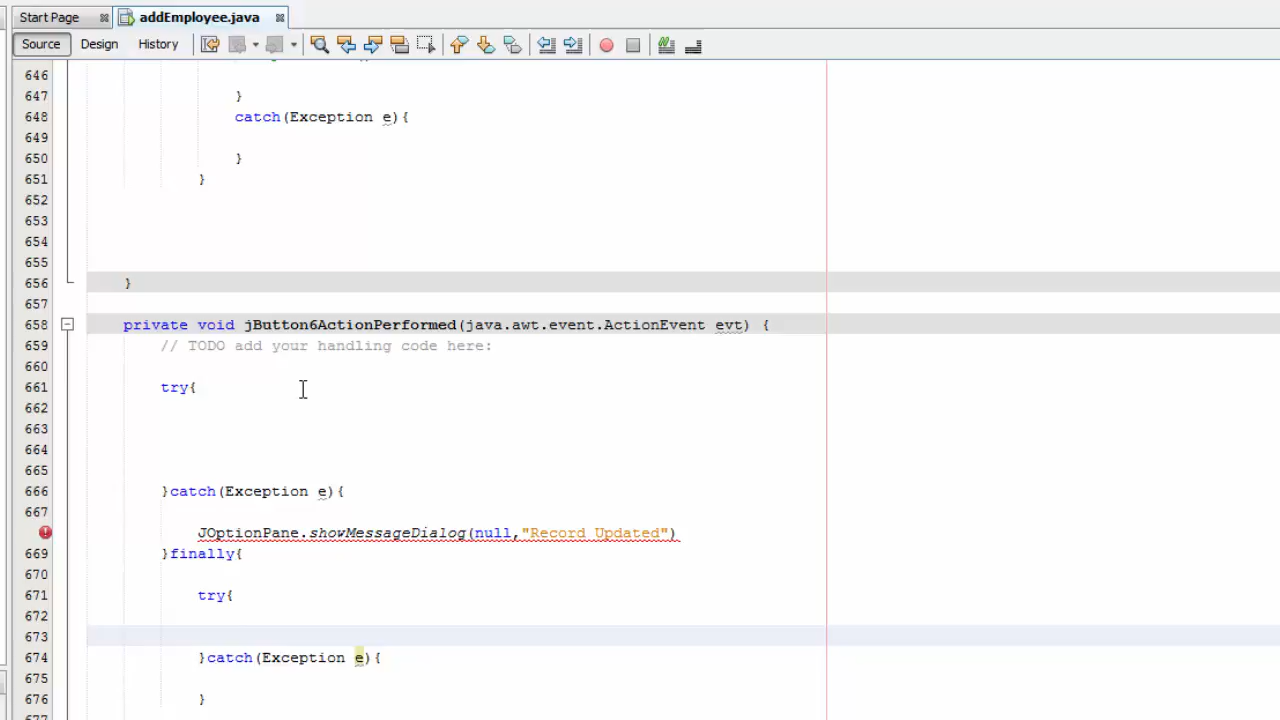 Start Page addEmployee.java
Source Design History
646
647 }
648 catch(Exception e){
649
650 }
651 }
652
653
654
655
656 }
657
658 private void jButton6ActionPerformed(java.awt.event.ActionEvent evt) {
659 // TODO add your handling code here:
660
661 try{
662
663
664
665
666 }catch(Exception e){
667
JOptionPane.showMessageDialog(null,"Record Updated")
669 }finally{
670
671 try{
672
673
674 }catch(Exception e){
675
676 }
677